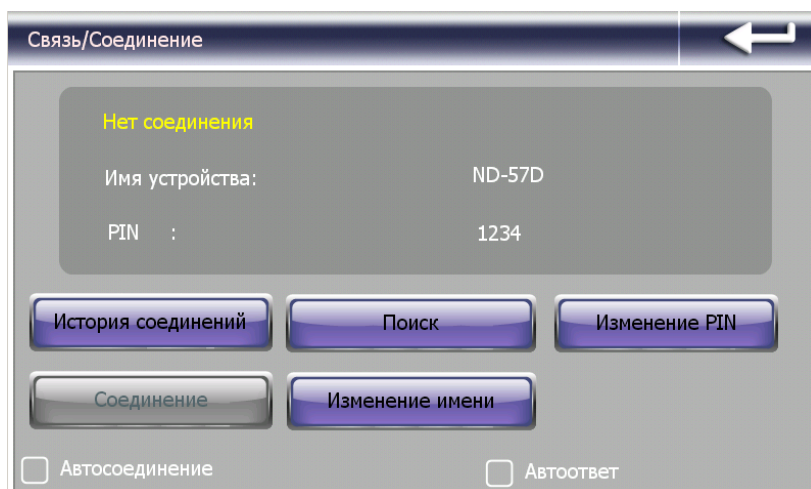 Связь/Соединение
Нет соединения
Имя устройства: ND-57D
PIN : 1234
История соединений Поиск Изменение PIN
Соединение Изменение имени
Автосоединение Автоответ